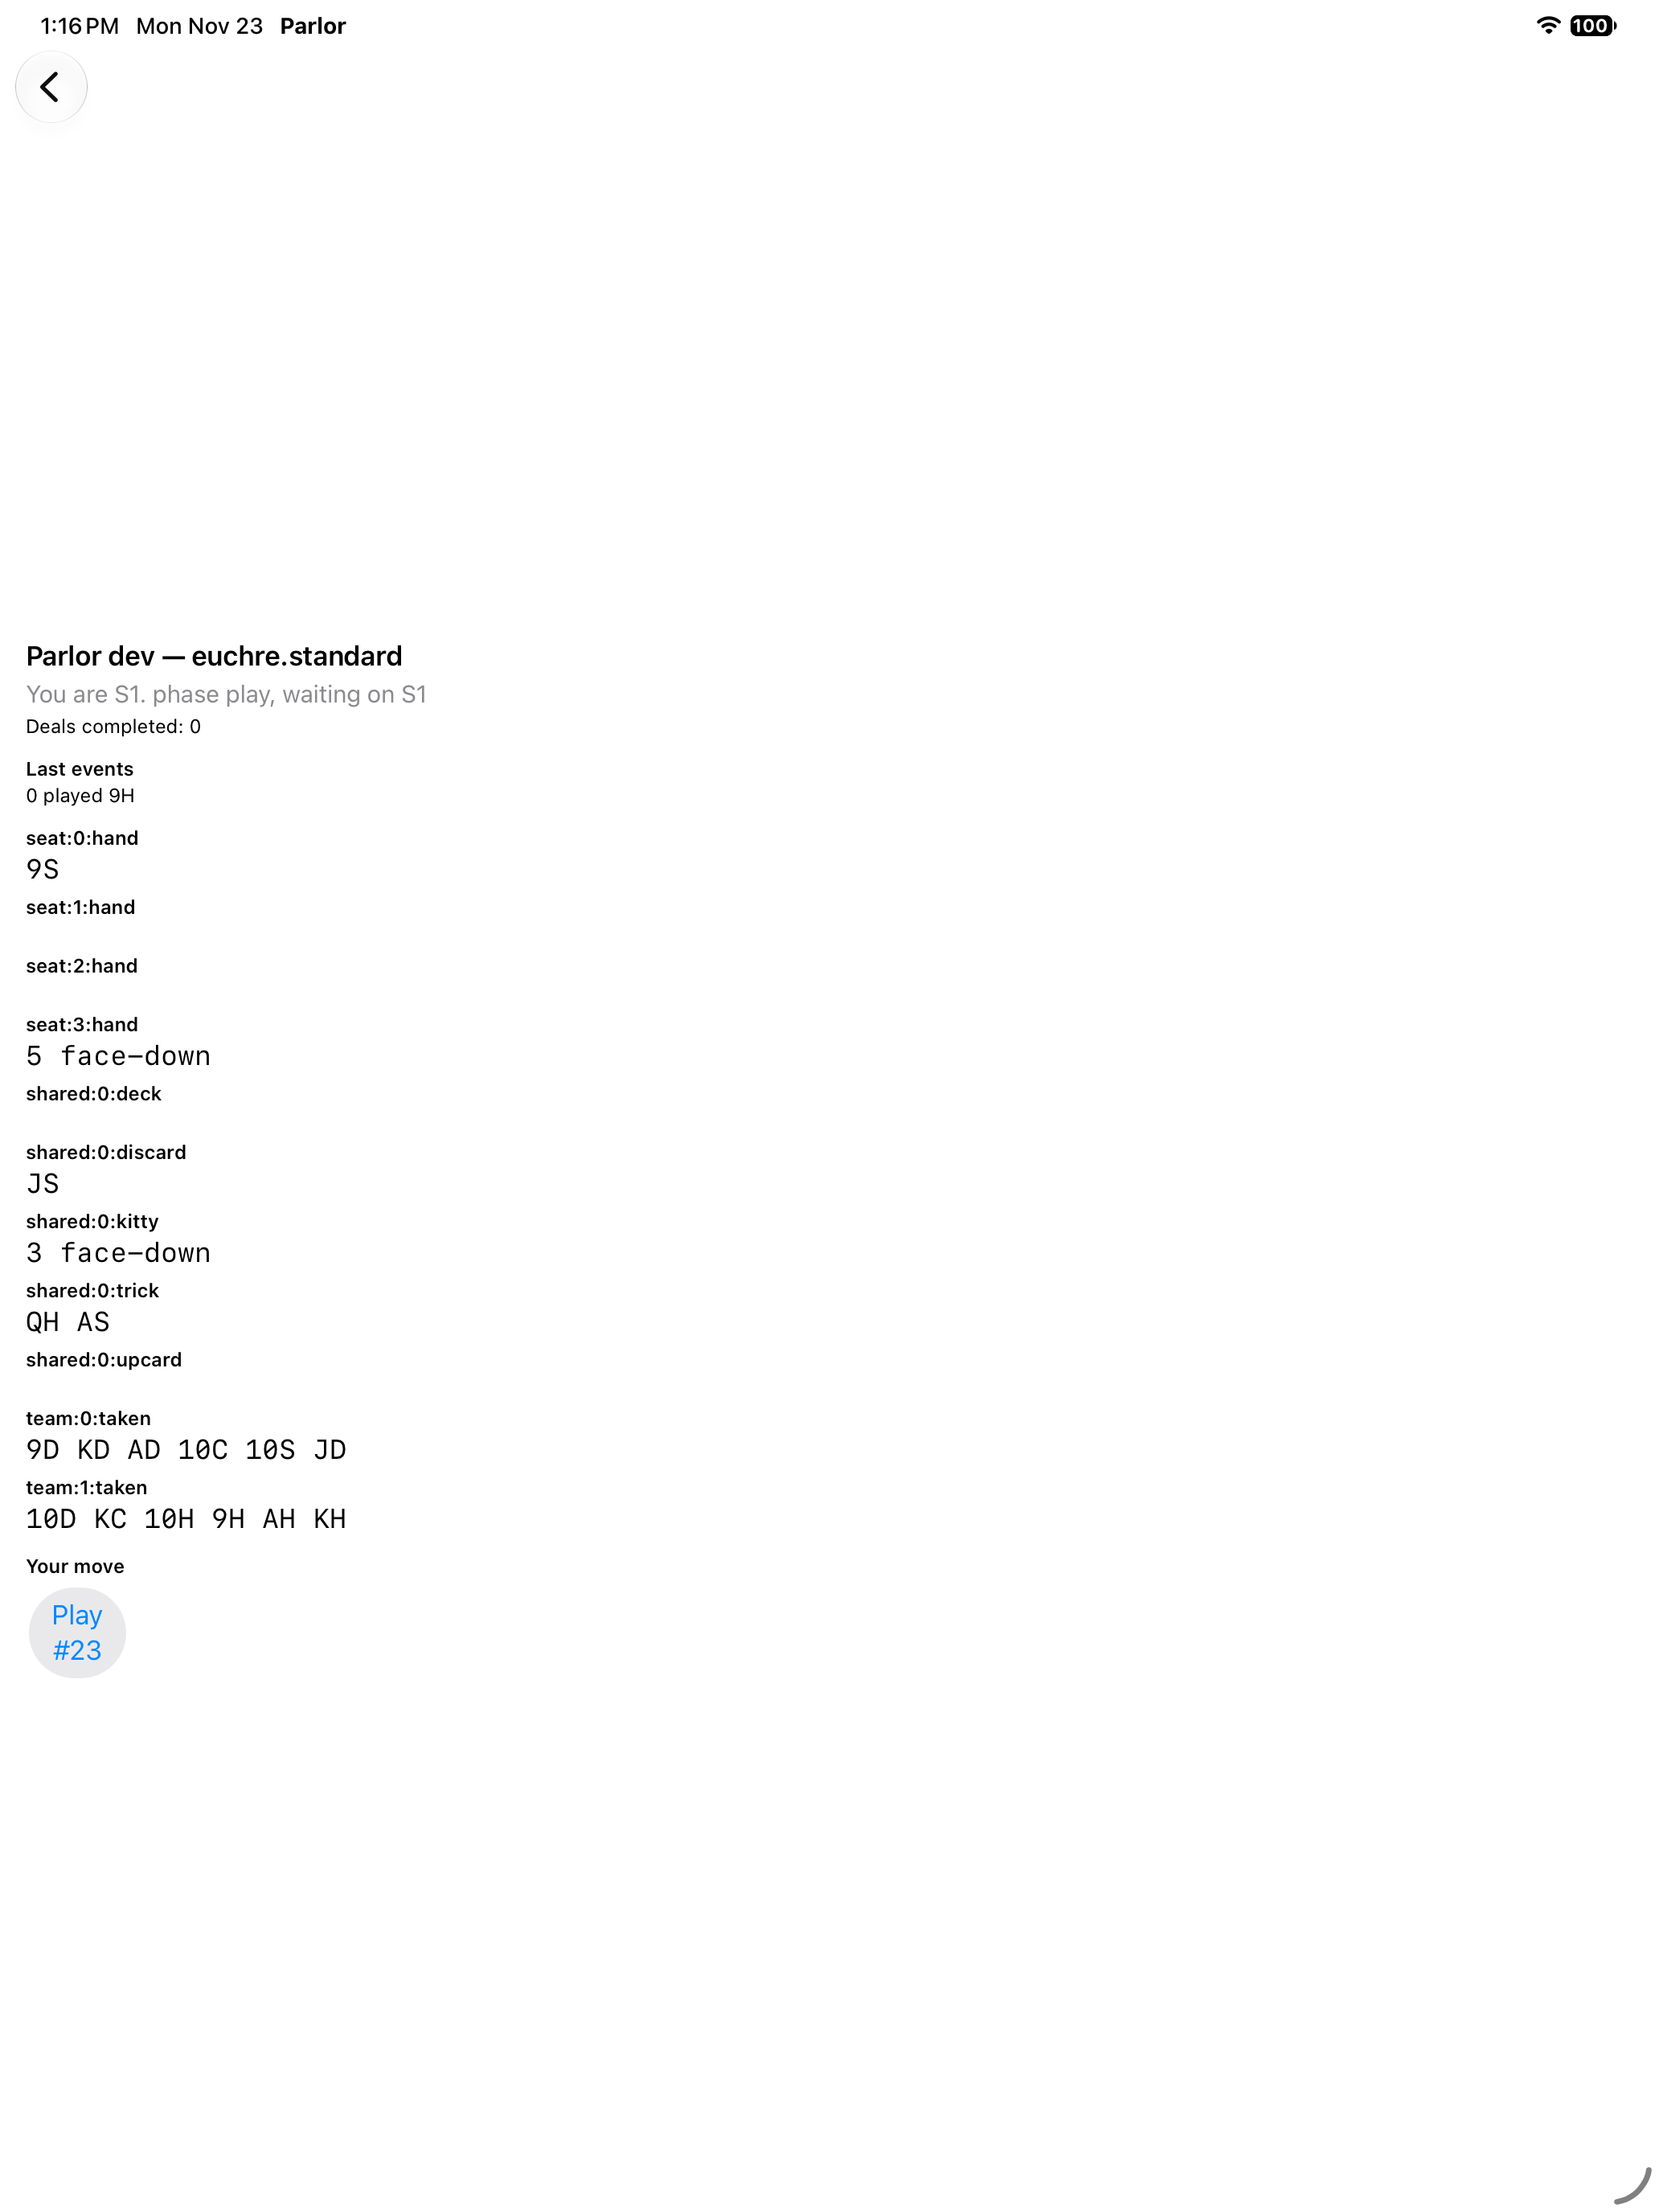 1:16 PM Mon Nov 23 Parlor 100
Parlor dev — euchre.standard
You are S1. phase play, waiting on S1
Deals completed: 0
Last events
0 played 9H
seat:0:hand
9S
seat:1:hand
seat:2:hand
seat:3:hand
5 face-down
shared:0:deck
shared:0:discard
JS
shared:0:kitty
3 face-down
shared:0:trick
QH AS
shared:0:upcard
team:0:taken
9D KD AD 10C 10S JD
team:1:taken
10D KC 10H 9H AH KH
Your move
Play
#23